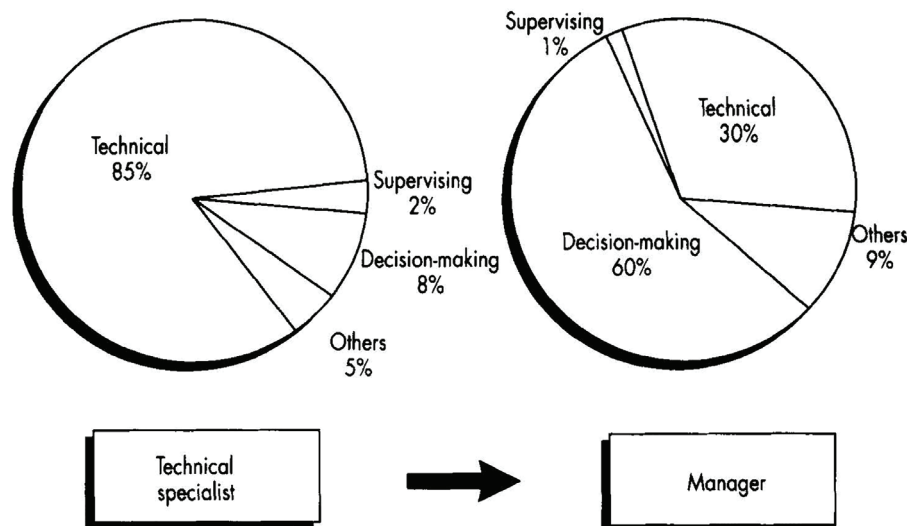 Technical
85%
Supervising
2%
Decision-making
8%
Others
5%
Supervising
1%
Technical
30%
Others
9%
Decision-making
60%
Technical
specialist
Manager